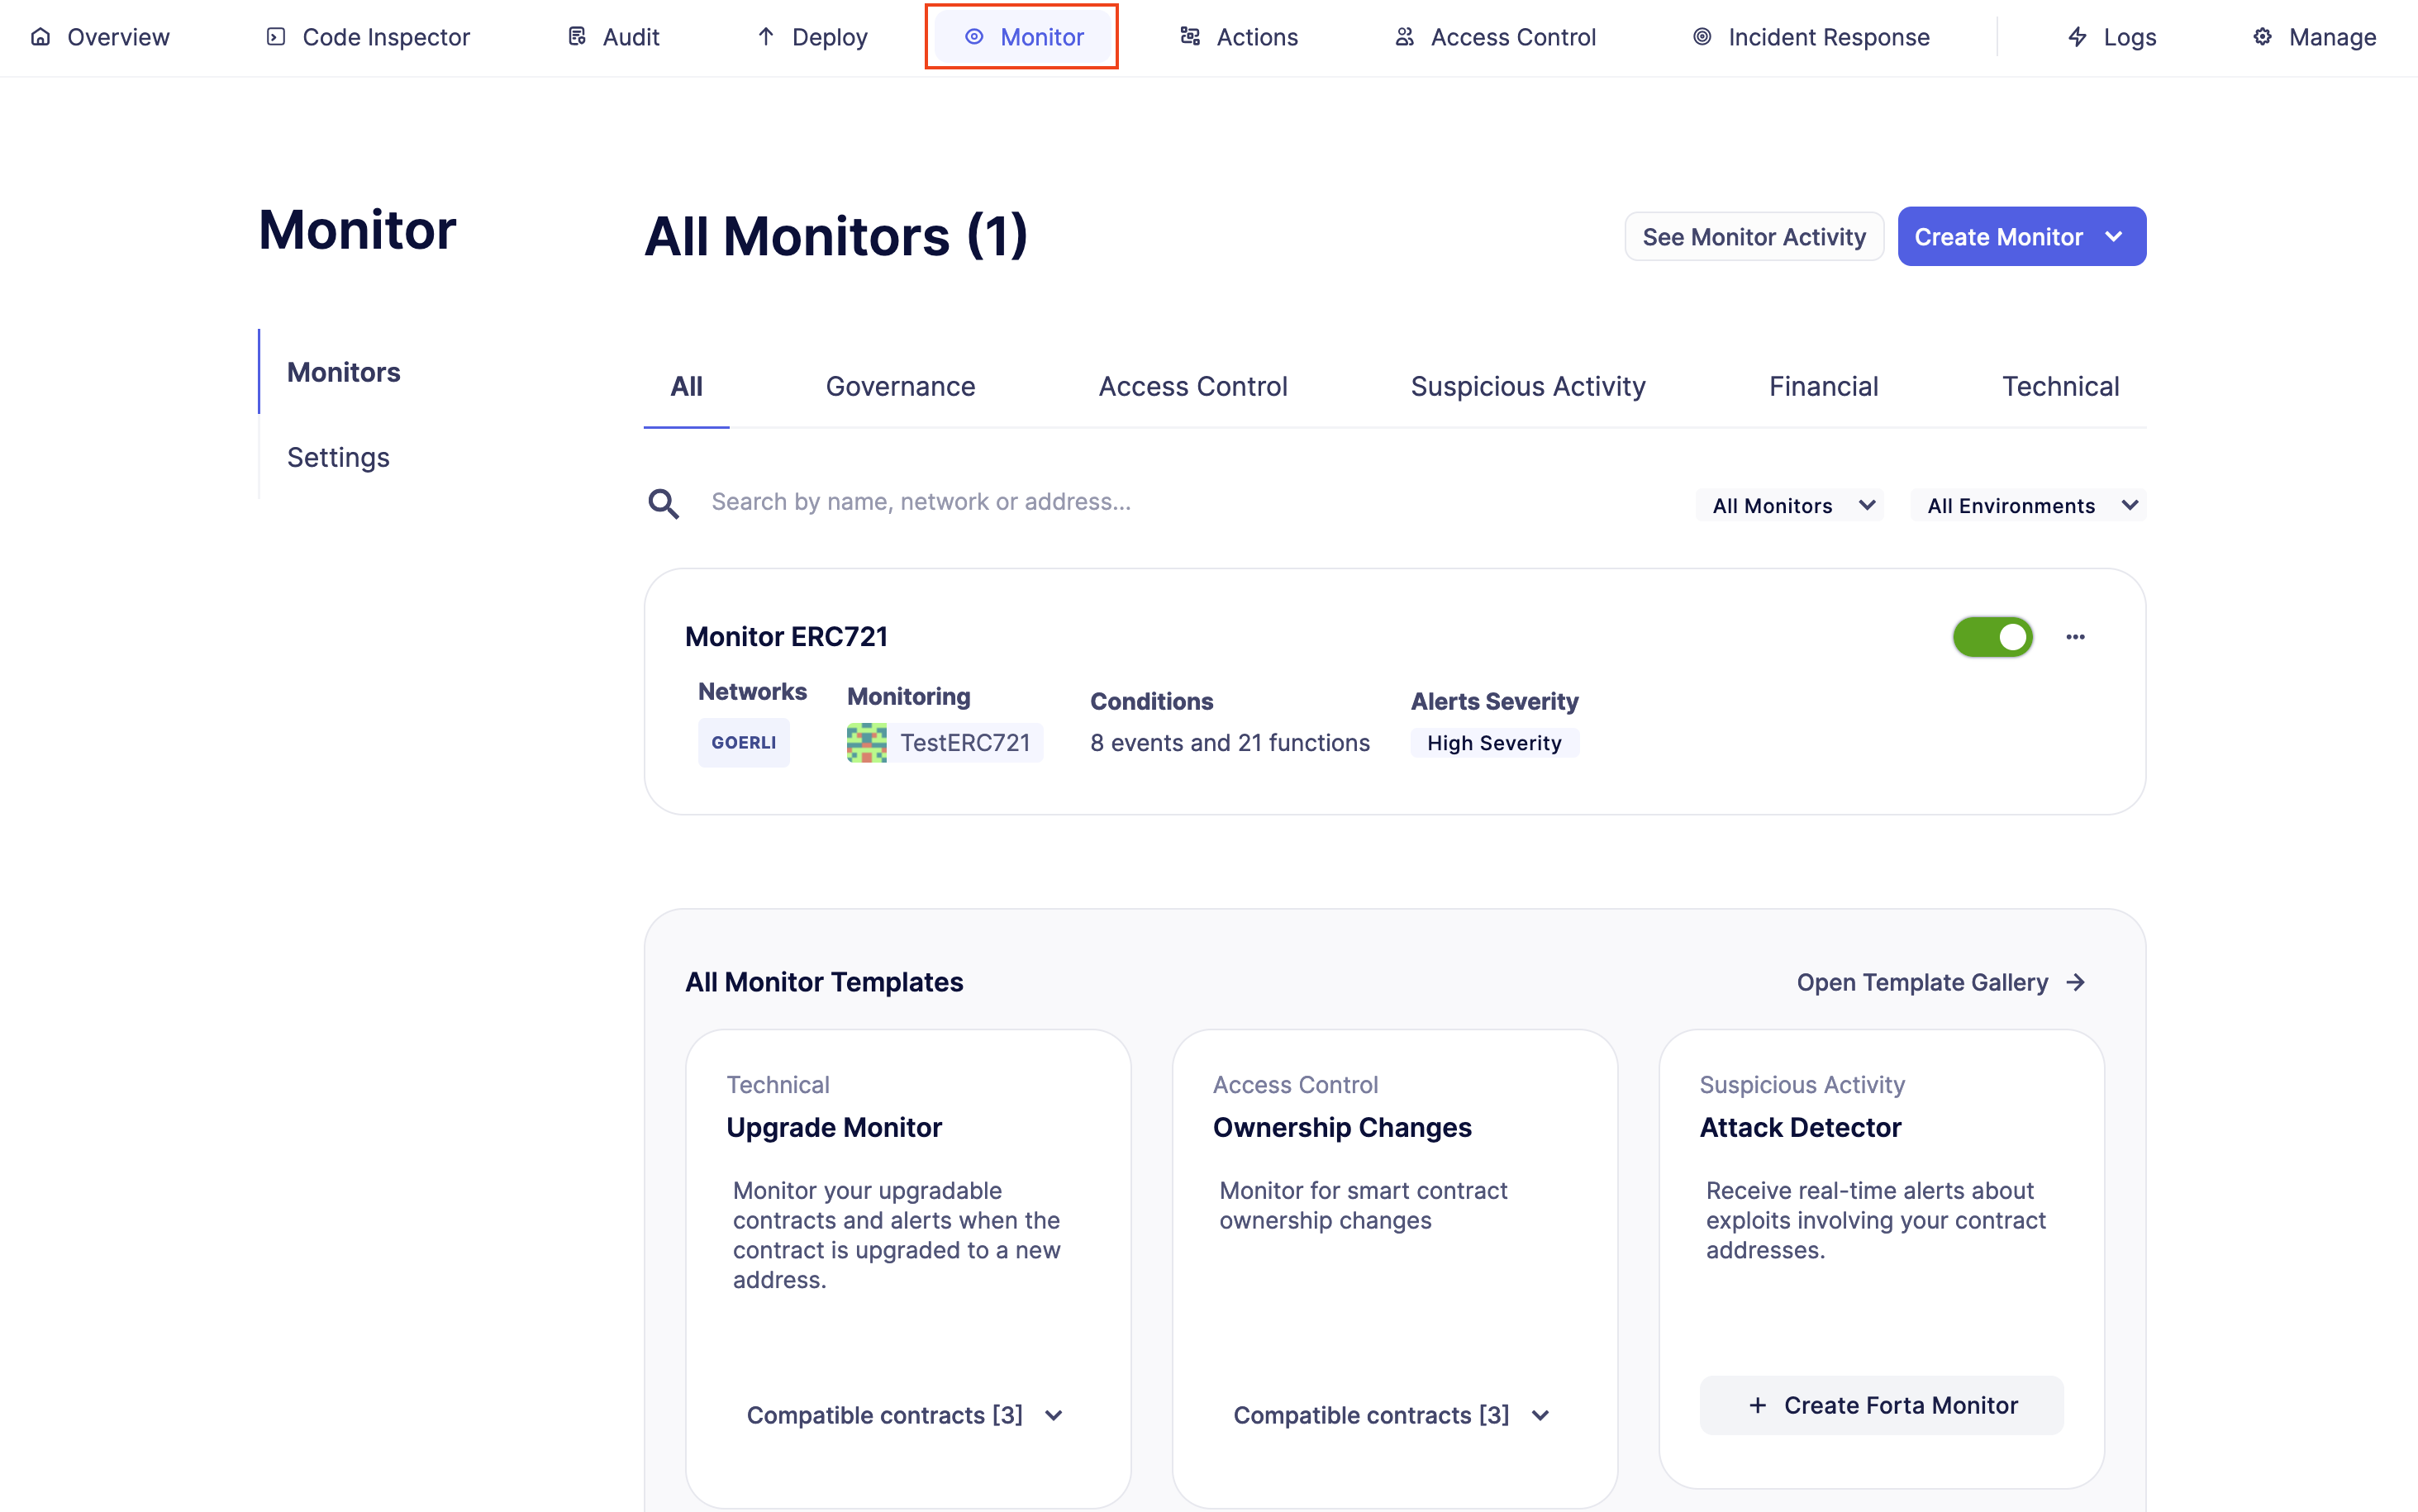 Overview
Code Inspector
Audit
Deploy
Monitor
Actions
Access Control
Incident Response
Logs
Manage
Monitor
Monitors
Settings
All Monitors (1)
See Monitor Activity
Create Monitor
All
Governance
Access Control
Suspicious Activity
Financial
Technical
Search by name, network or address...
All Monitors
All Environments
Monitor ERC721
Networks
GOERLI
Monitoring
TestERC721
Conditions
8 events and 21 functions
Alerts Severity
High Severity
All Monitor Templates
Open Template Gallery
Technical
Upgrade Monitor
Monitor your upgradable
contracts and alerts when the
contract is upgraded to a new
address.
Compatible contracts [3]
Access Control
Ownership Changes
Monitor for smart contract
ownership changes
Compatible contracts [3]
Suspicious Activity
Attack Detector
Receive real-time alerts about
exploits involving your contract
addresses.
+ Create Forta Monitor